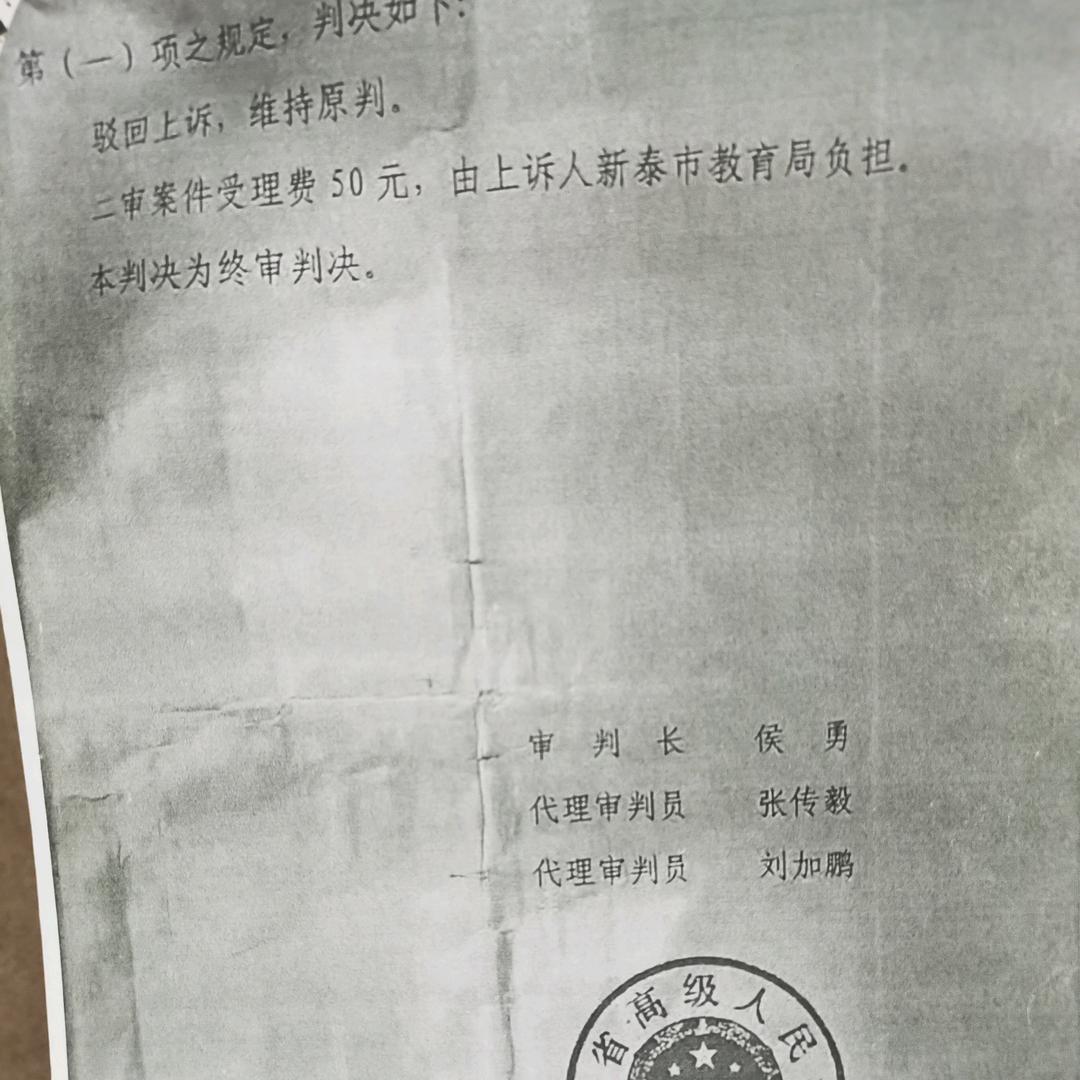 第（一）项之规定，判决如下：
驳回上诉，维持原判。
二审案件受理费 50 元，由上诉人新泰市教育局负担。
本判决为终审判决。
审 判 长 侯 勇
代理审判员 张传毅
代理审判员 刘加鹏
省高级人民